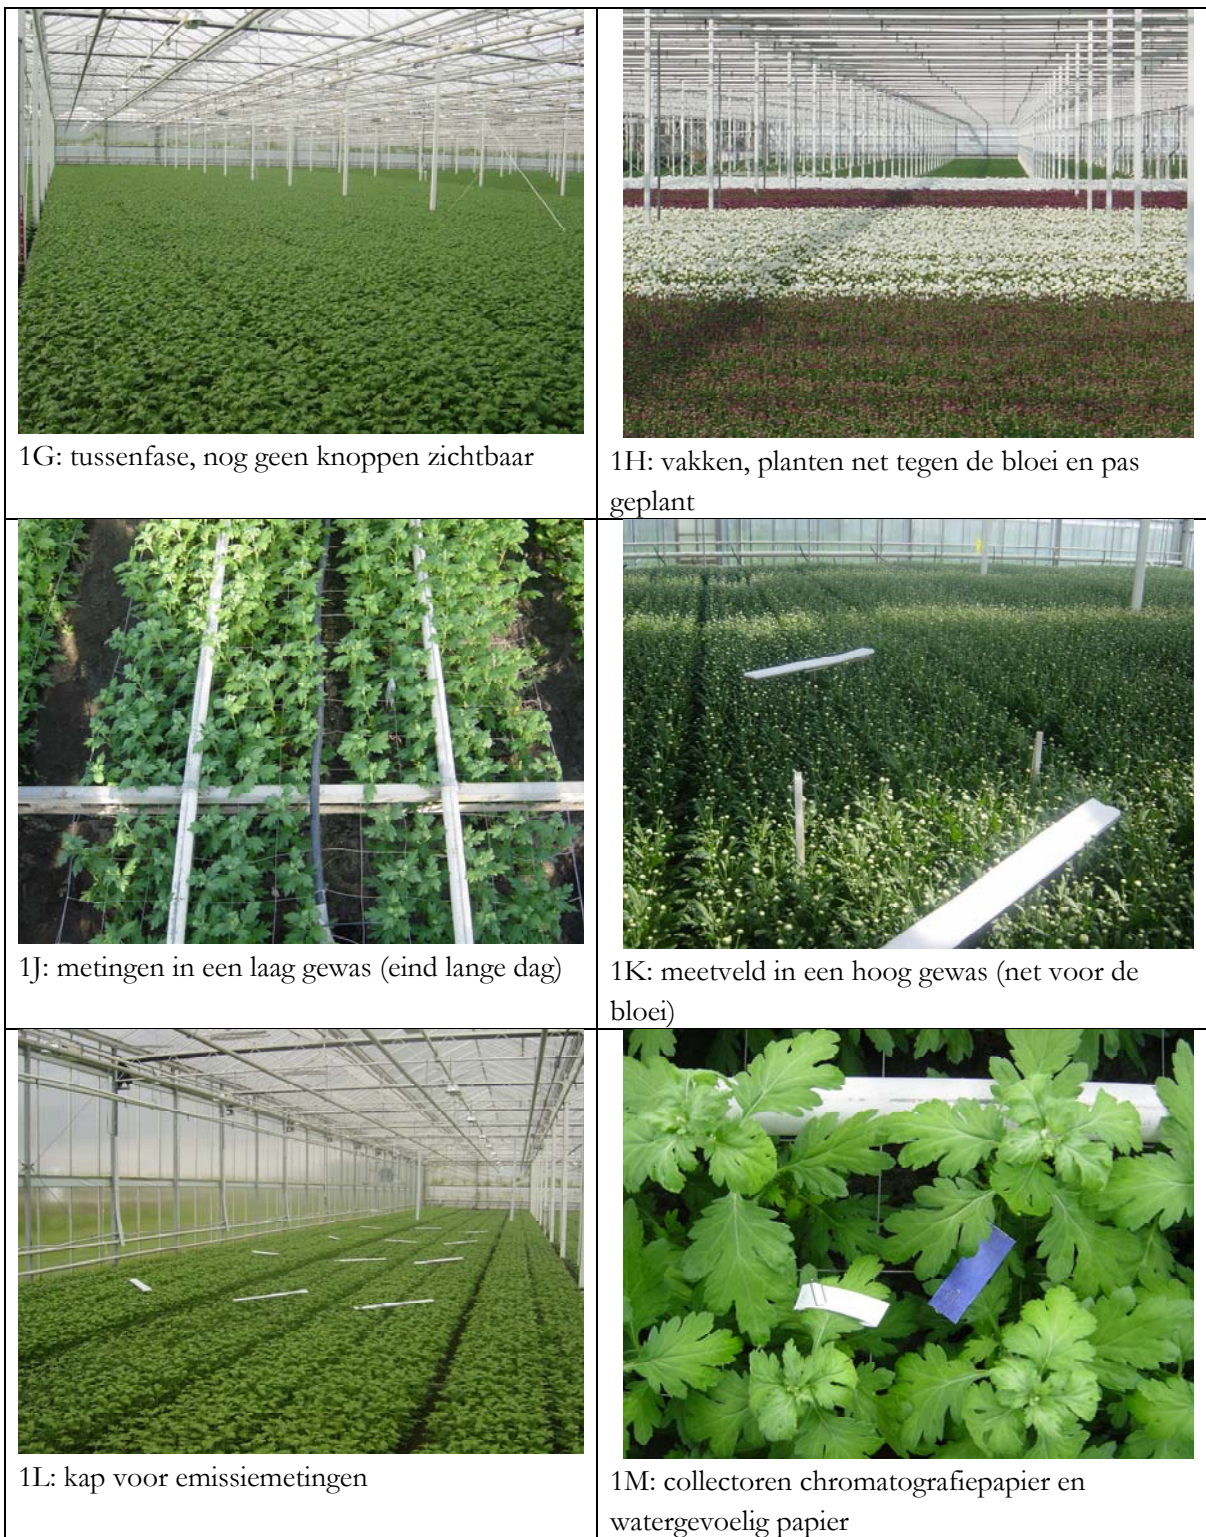 1G: tussenfase, nog geen knoppen zichtbaar
1H: vakken, planten net tegen de bloei en pas
geplant
1J: metingen in een laag gewas (eind lange dag)
1K: meetveld in een hoog gewas (net voor de
bloei)
1L: kap voor emissiemetingen
1M: collectoren chromatografiepapier en
watergevoelig papier